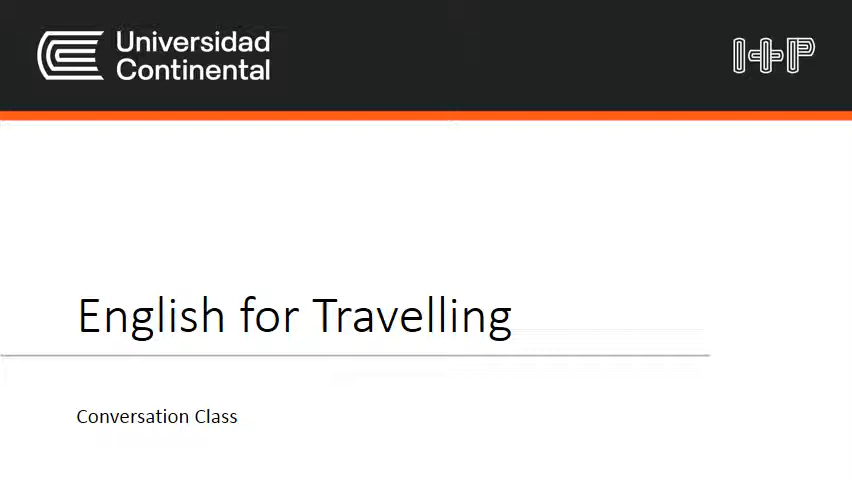 Universidad
Continental
I+P
English for Travelling
Conversation Class